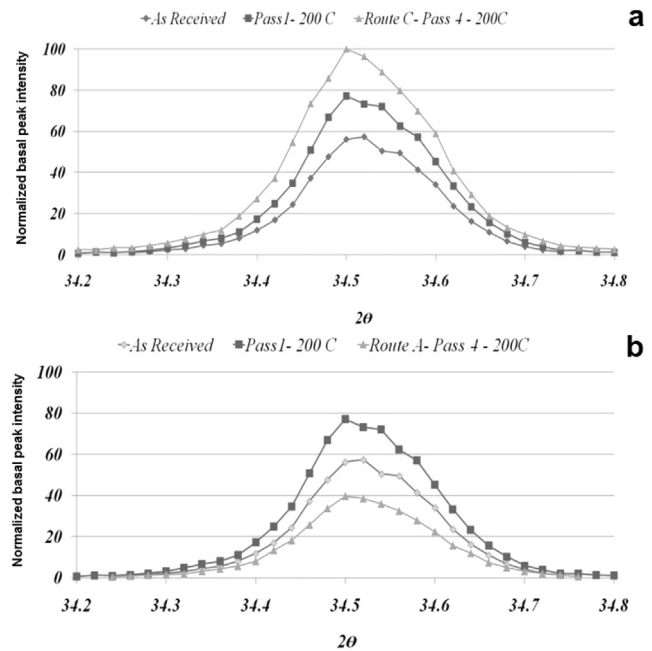 As Received Pass1- 200 C Route C- Pass 4 - 200C
a
Normalized basal peak intensity
100
80
60
40
20
0
34.2 34.3 34.4 34.5 34.6 34.7 34.8
2θ
As Received Pass1- 200 C Route A- Pass 4 - 200C
b
Normalized basal peak intensity
100
80
60
40
20
0
34.2 34.3 34.4 34.5 34.6 34.7 34.8
2θ